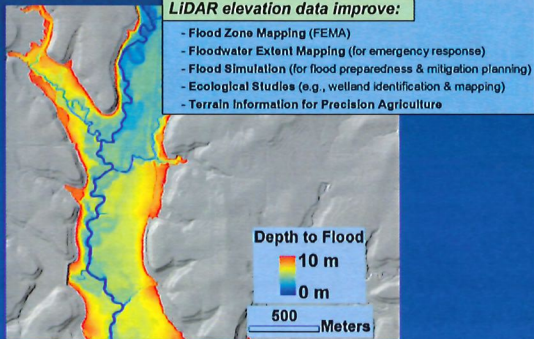 LiDAR elevation data improve:
- Flood Zone Mapping (FEMA)
- Floodwater Extent Mapping (for emergency response)
- Flood Simulation (for flood preparedness & mitigation planning)
- Ecological Studies (e.g., wetland identification & mapping)
- Terrain Information for Precision Agriculture
Depth to Flood
10 m
0 m
500
Meters